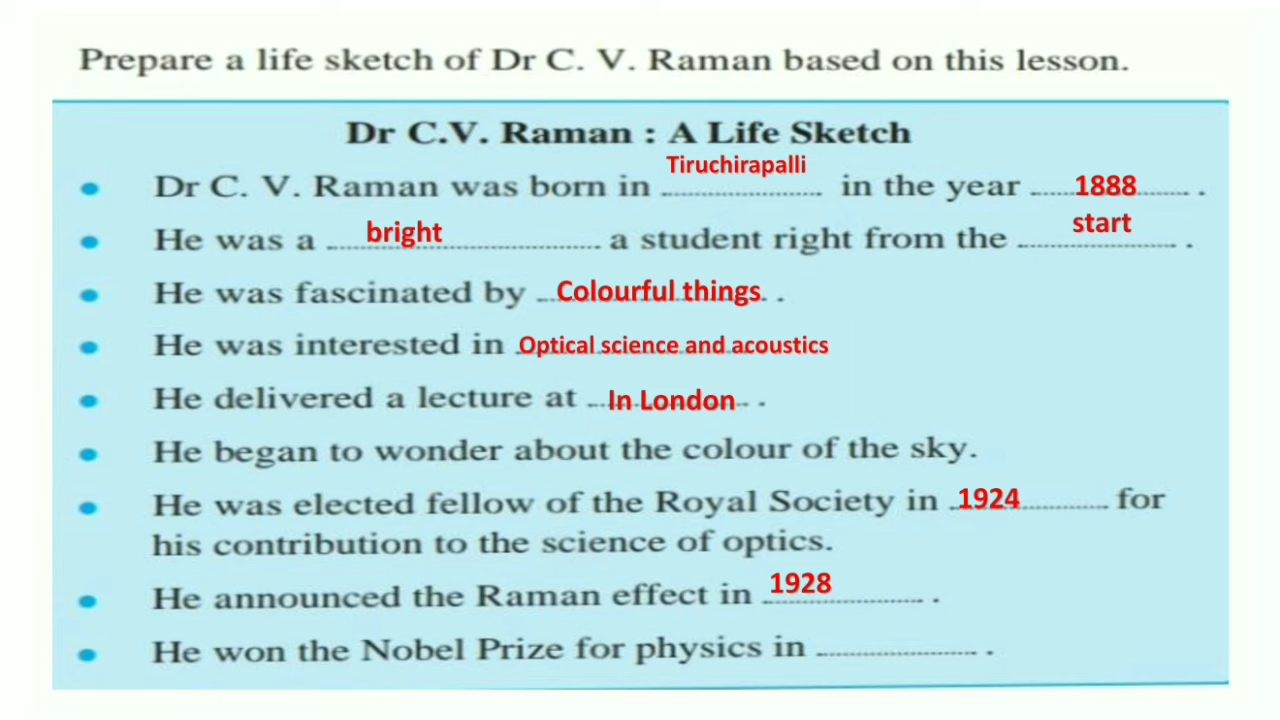 Prepare a life sketch of Dr C. V. Raman based on this lesson.
Dr C.V. Raman : A Life Sketch
• Dr C. V. Raman was born in Tiruchirapalli in the year 1888 .
• He was a bright a student right from the start .
• He was fascinated by Colourful things .
• He was interested in Optical science and acoustics
• He delivered a lecture at In London .
• He began to wonder about the colour of the sky.
• He was elected fellow of the Royal Society in 1924 for
his contribution to the science of optics.
• He announced the Raman effect in 1928 .
• He won the Nobel Prize for physics in .................. .